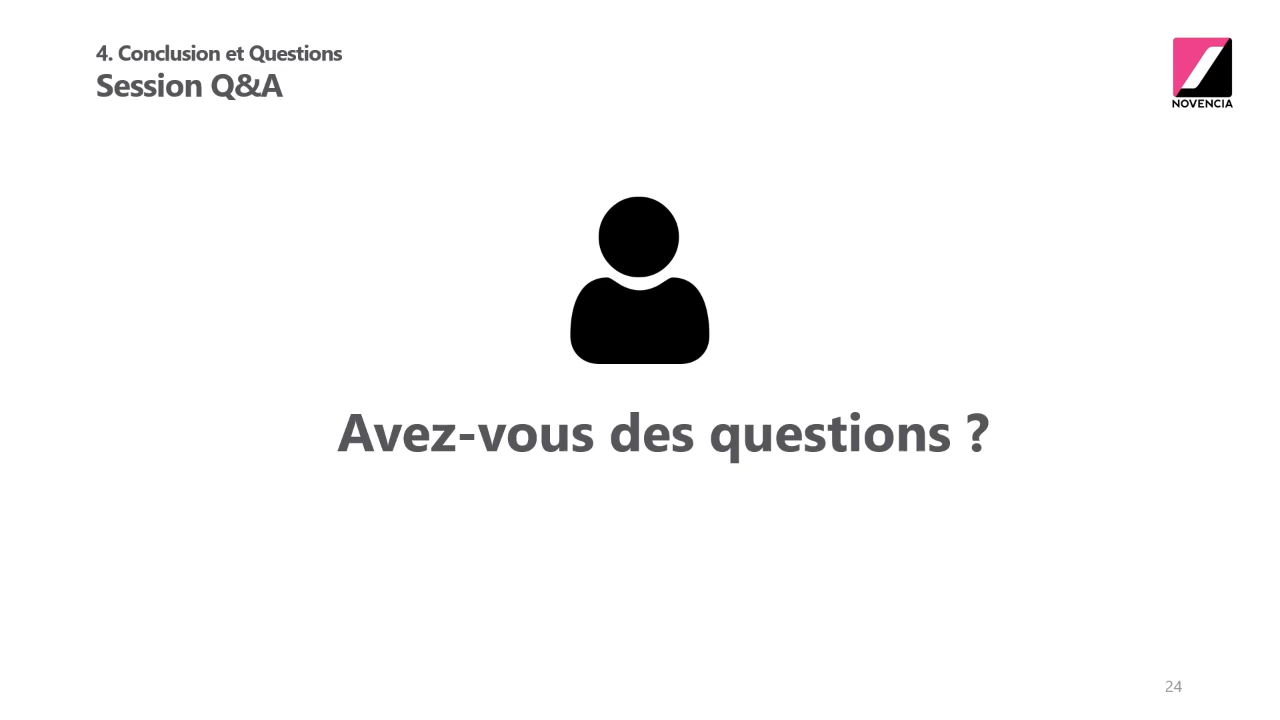 4. Conclusion et Questions
Session Q&A
NOVENCIA
Avez-vous des questions ?
24